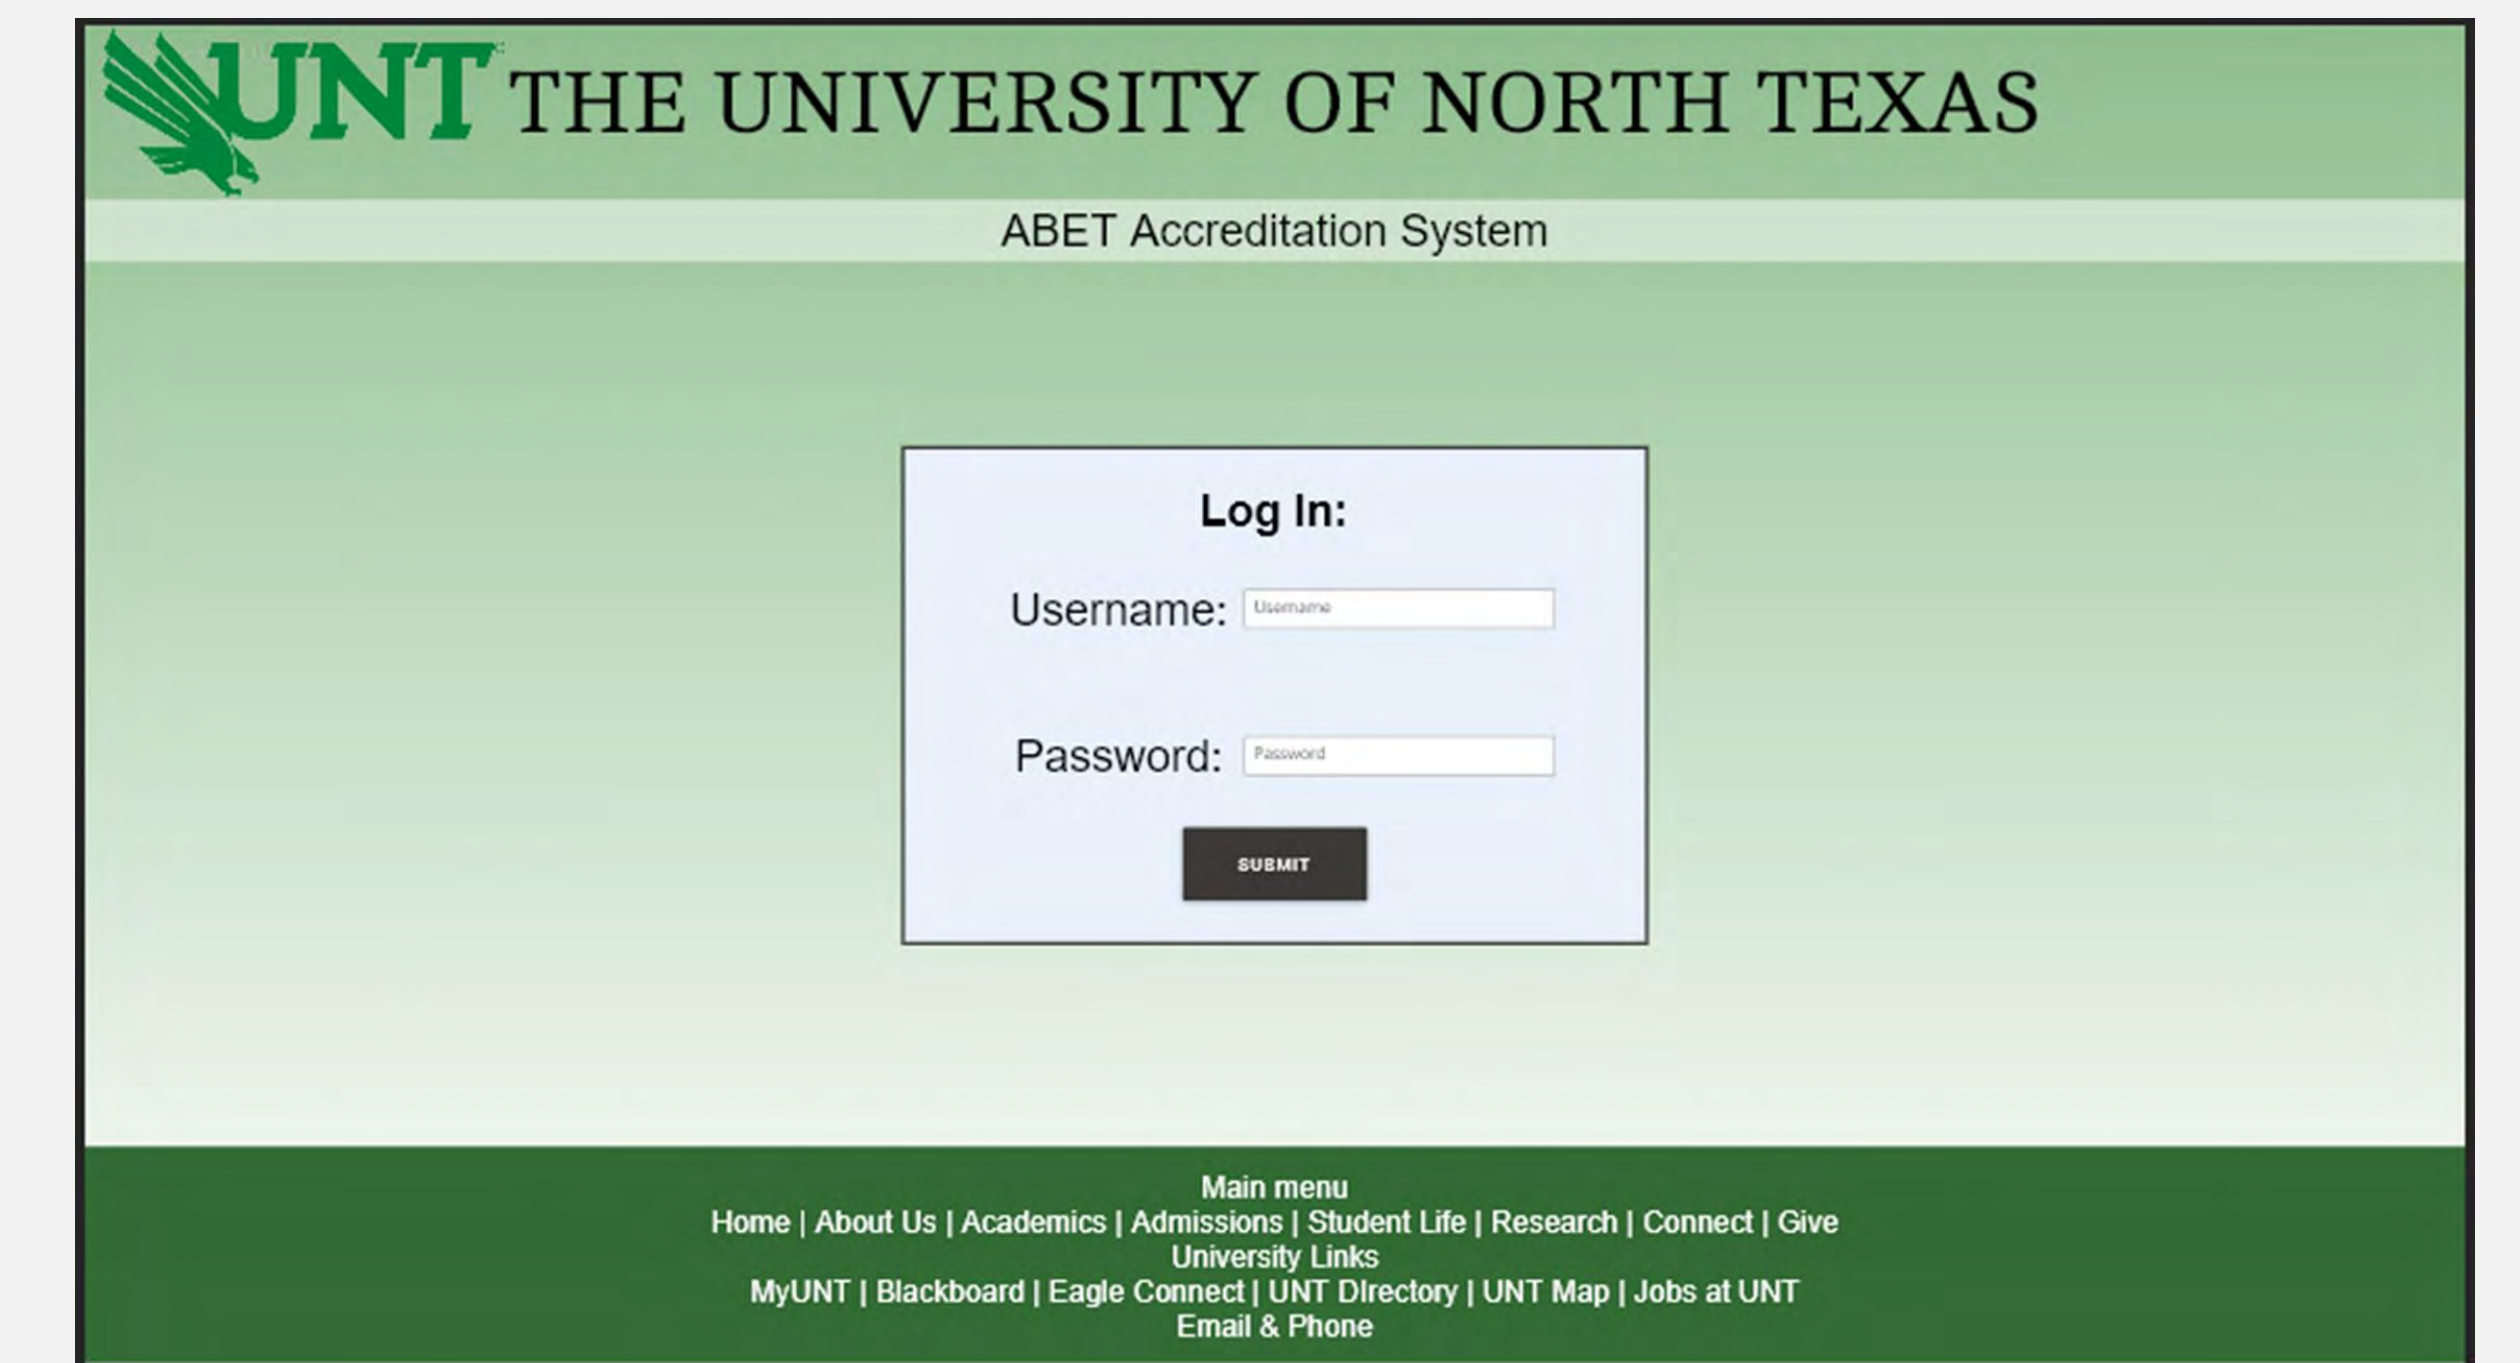 UNT THE UNIVERSITY OF NORTH TEXAS
ABET Accreditation System
Log In:
Username: Username
Password: Password
SUBMIT
Main menu
Home | About Us | Academics | Admissions | Student Life | Research | Connect | Give
University Links
MyUNT | Blackboard | Eagle Connect | UNT DIrectory | UNT Map | Jobs at UNT
Email & Phone